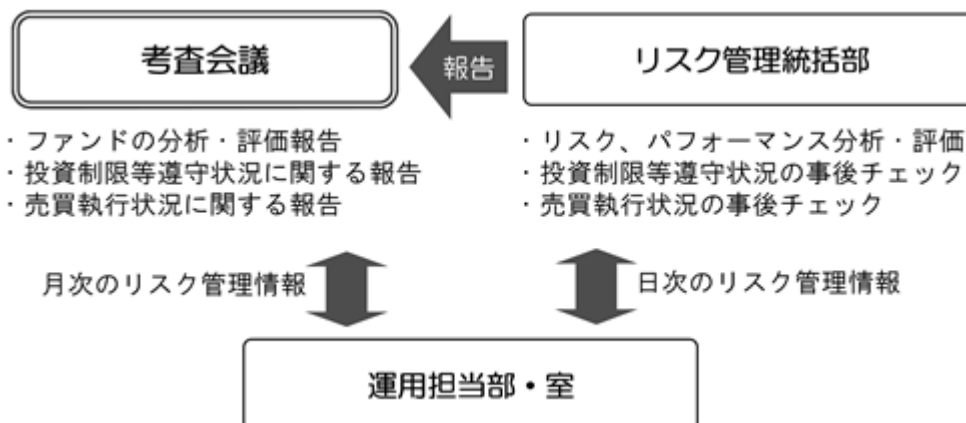 考査会議
報告
リスク管理統括部
・ファンドの分析・評価報告
・投資制限等遵守状況に関する報告
・売買執行状況に関する報告
・リスク、パフォーマンス分析・評価
・投資制限等遵守状況の事後チェック
・売買執行状況の事後チェック
月次のリスク管理情報
日次のリスク管理情報
運用担当部・室